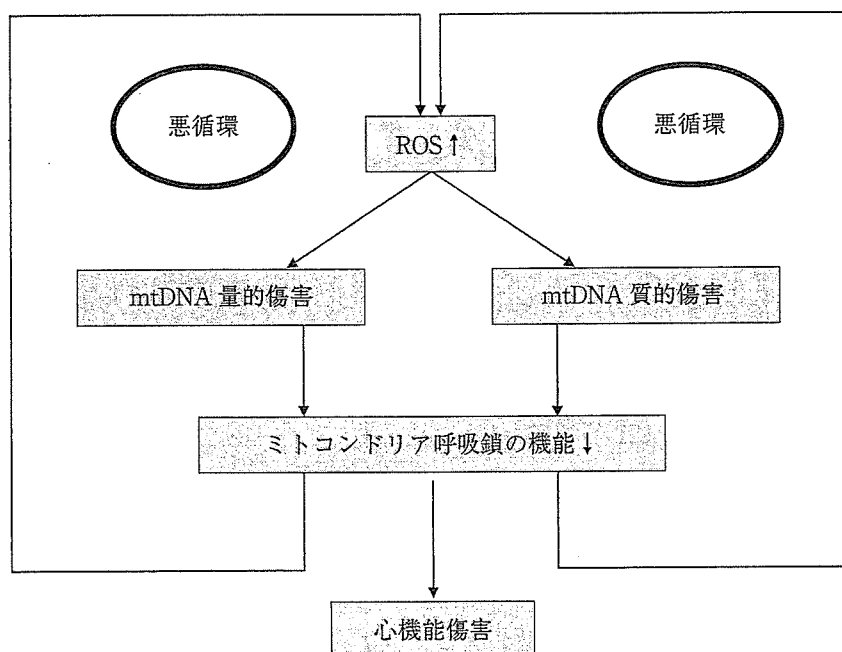 悪循環
悪循環
ROS↑
mtDNA 量的傷害
mtDNA 質的傷害
ミトコンドリア呼吸鎖の機能↓
心機能傷害